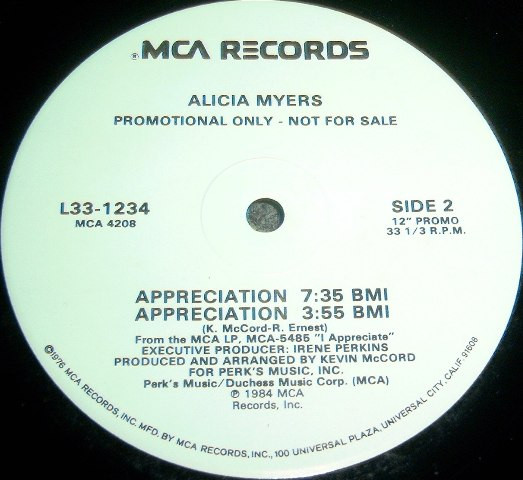 ®MCA RECORDS
ALICIA MYERS
PROMOTIONAL ONLY - NOT FOR SALE
L33-1234
MCA 4208
SIDE 2
12" PROMO
33 1/3 R.P.M.
APPRECIATION 7:35 BMI
APPRECIATION 3:55 BMI
(K. McCord-R. Ernest)
From the MCA LP, MCA-5485 "I Appreciate"
EXECUTIVE PRODUCER: IRENE PERKINS
PRODUCED AND ARRANGED BY KEVIN McCORD
FOR PERK'S MUSIC, INC.
Perk's Music/Duchess Music Corp. (MCA)
℗ 1984 MCA
Records, Inc.
©1976 MCA RECORDS, INC. MFD. BY MCA RECORDS, INC., 100 UNIVERSAL PLAZA, UNIVERSAL CITY, CALIF. 91608